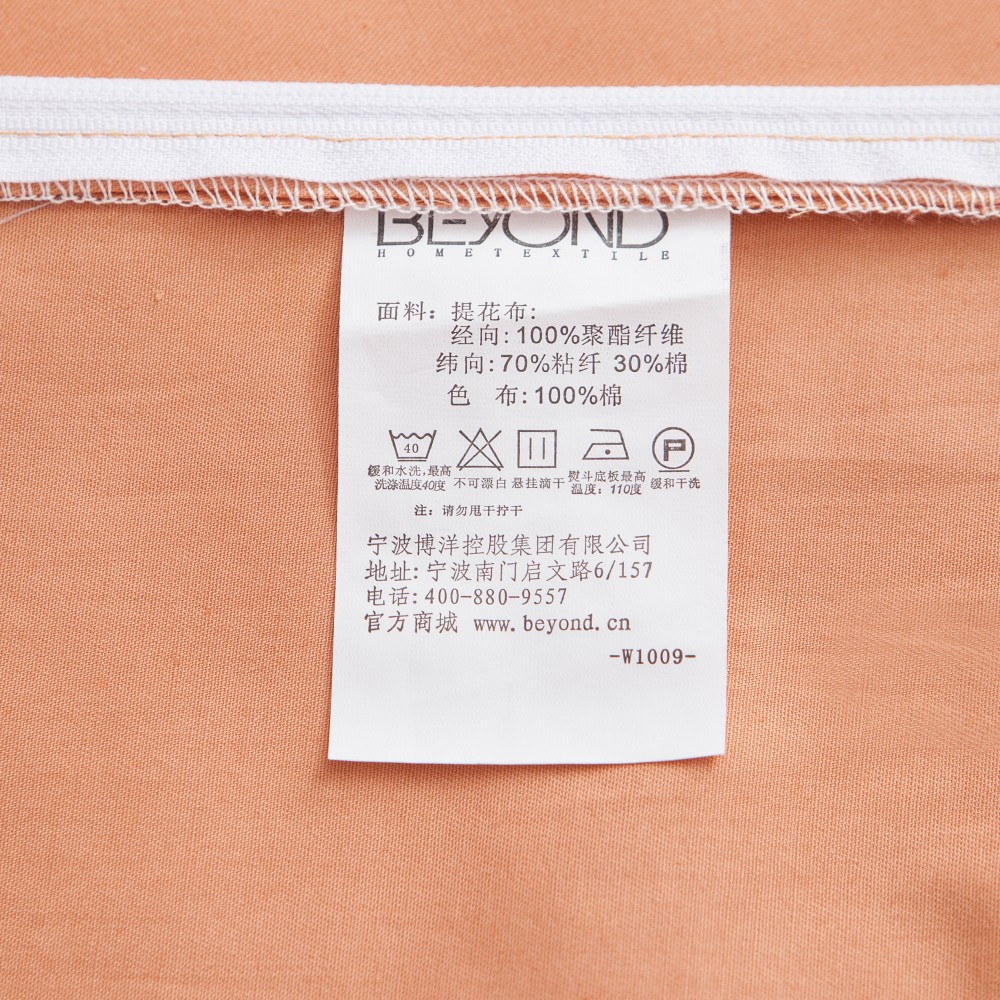 BEYOND
HOMETEXTILE
面料：提花布：
经向：100%聚酯纤维
纬向：70%粘纤 30%棉
色 布：100%棉
40
P
缓和水洗，最高洗涤温度40度
不可漂白
悬挂滴干
熨斗底板最高温度：110度
缓和干洗
注：请勿甩干拧干
宁波博洋控股集团有限公司
地址：宁波南门启文路6/157
电话：400-880-9557
官方商城 www.beyond.cn
-W1009-